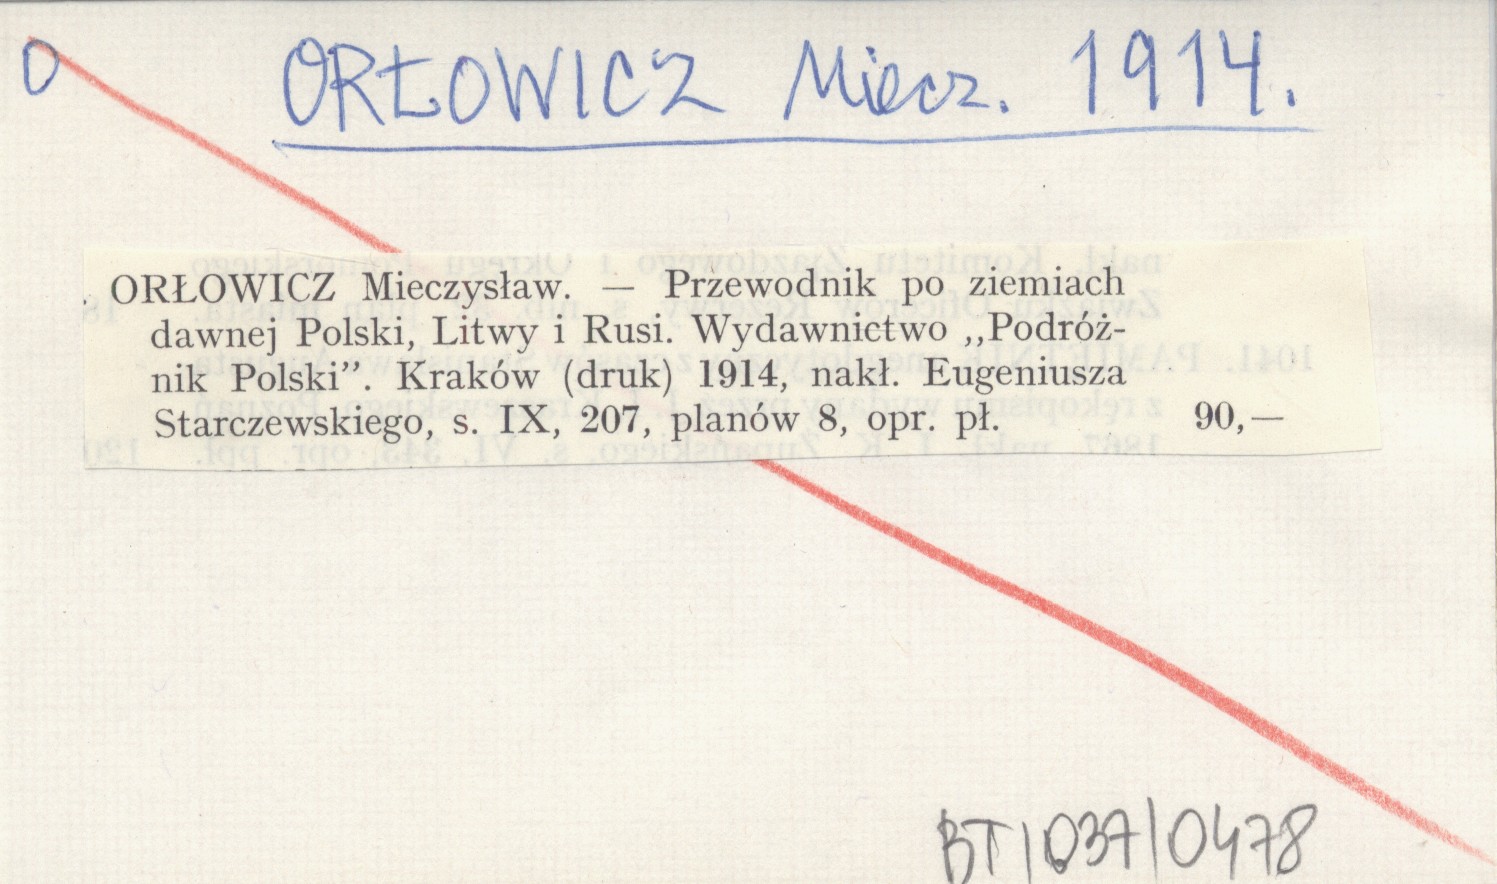 O
ORŁOWICZ Miecz. 1914.
ORŁOWICZ Mieczysław. — Przewodnik po ziemiach
dawnej Polski, Litwy i Rusi. Wydawnictwo „Podróż-
nik Polski”. Kraków (druk) 1914, nakł. Eugeniusza
Starczewskiego, s. IX, 207, planów 8, opr. pł. 90,—
BT/037/0478